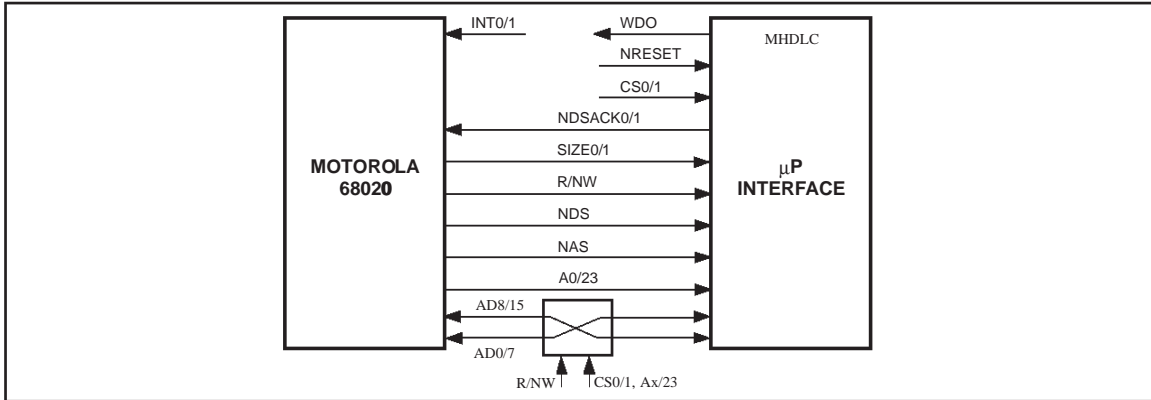 INT0/1
WDO
MHDLC
NRESET
CS0/1
NDSACK0/1
SIZE0/1
MOTOROLA
68020
µP
INTERFACE
R/NW
NDS
NAS
A0/23
AD8/15
AD0/7
R/NW
CS0/1, Ax/23